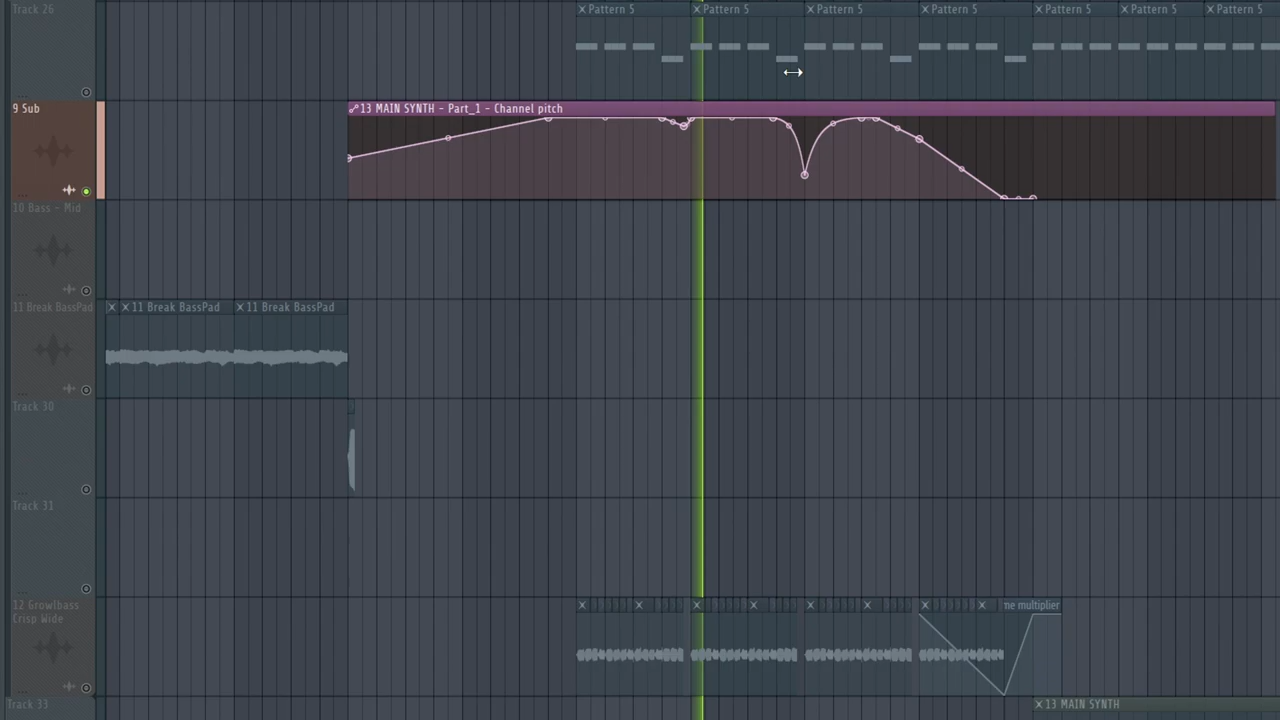 Track 26
Pattern 5
Pattern 5
Pattern 5
Pattern 5
Pattern 5
Pattern 5
Pattern 5
9 Sub
13 MAIN SYNTH - Part_1 - Channel pitch
10 Bass - Mid
11 Break BassPad
11 Break BassPad
11 Break BassPad
Track 30
Track 31
12 Growlbass
Crisp Wide
me multiplier
Track 33
13 MAIN SYNTH